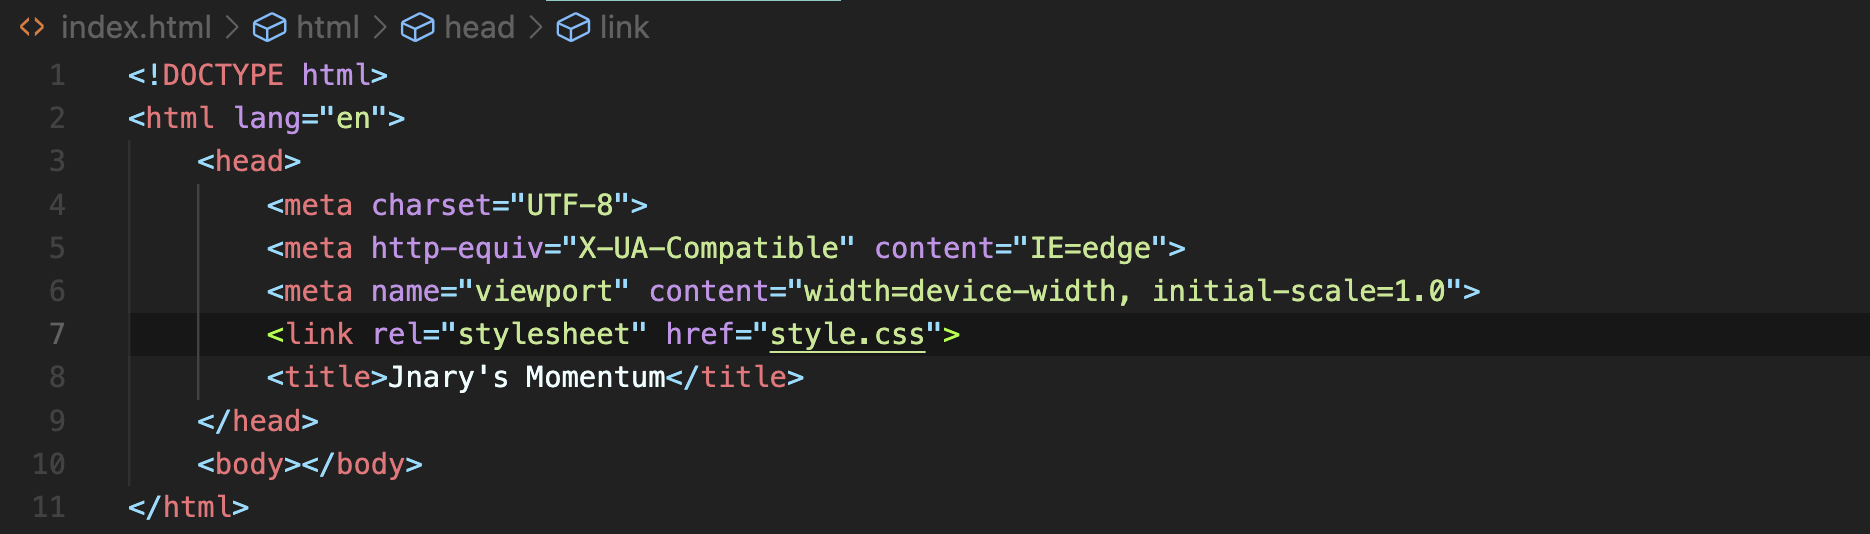 index.html > html > head > link
1 <!DOCTYPE html>
2 <html lang="en">
3 <head>
4 <meta charset="UTF-8">
5 <meta http-equiv="X-UA-Compatible" content="IE=edge">
6 <meta name="viewport" content="width=device-width, initial-scale=1.0">
7 <link rel="stylesheet" href="style.css">
8 <title>Jnary's Momentum</title>
9 </head>
10 <body></body>
11 </html>